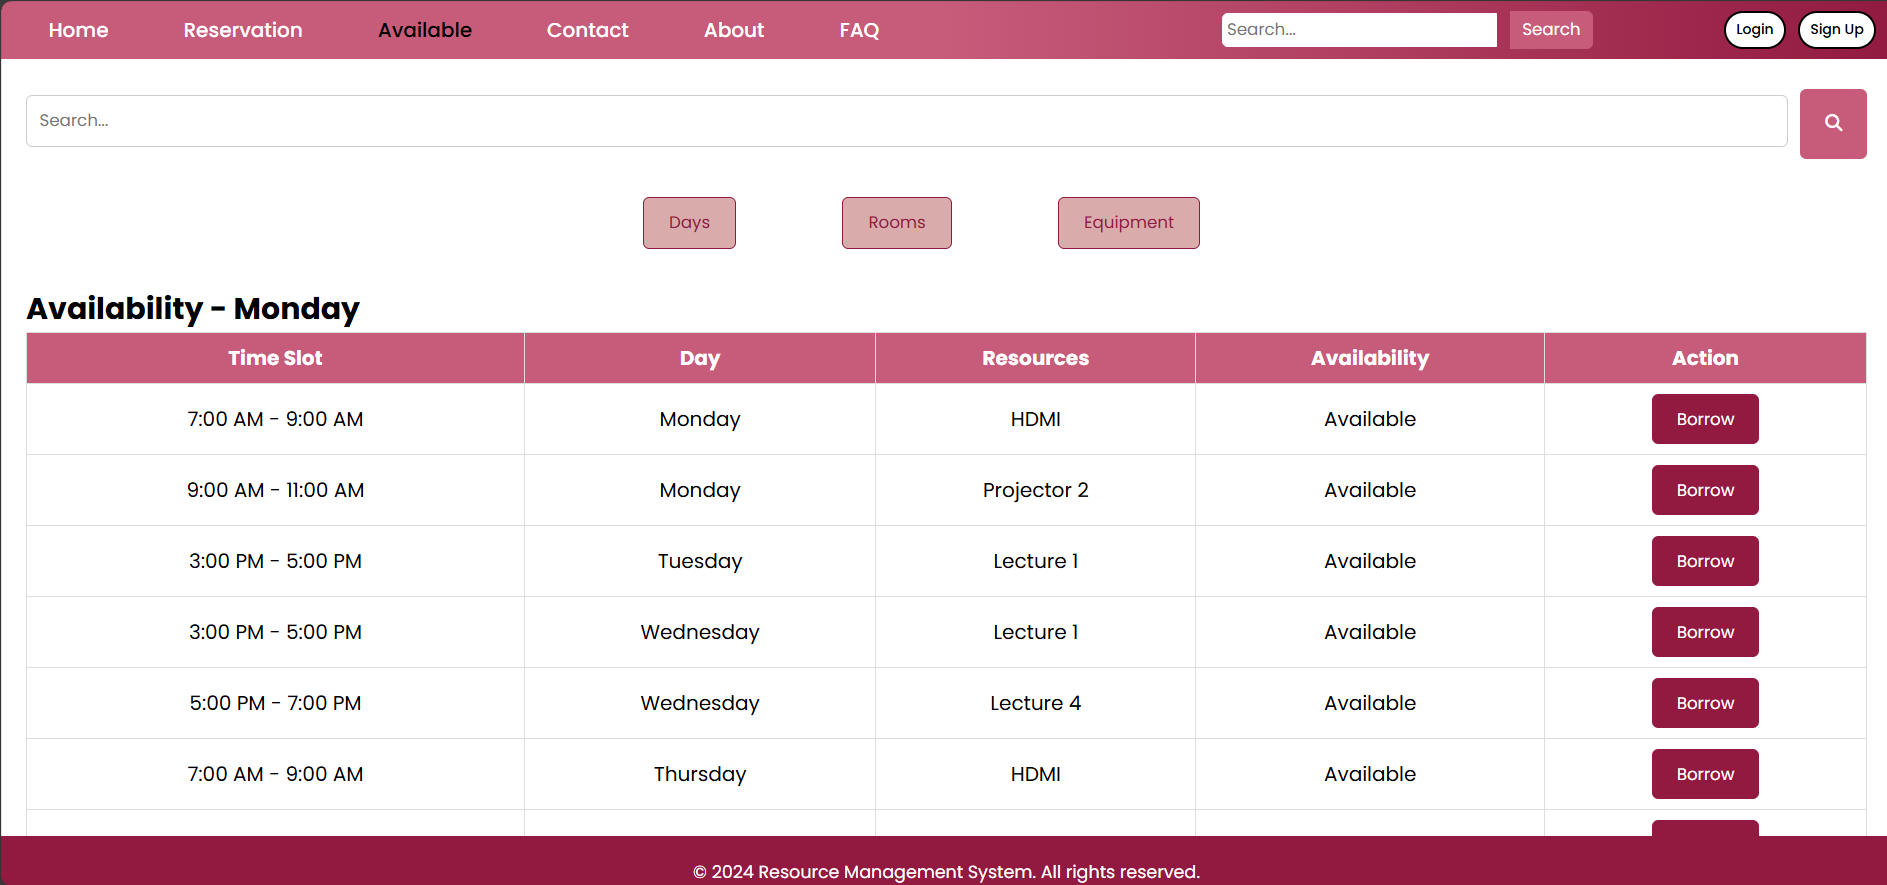 Home Reservation Available Contact About FAQ Search... Search Login Sign Up
Search...
Days Rooms Equipment
Availability - Monday
Time Slot Day Resources Availability Action
7:00 AM - 9:00 AM Monday HDMI Available Borrow
9:00 AM - 11:00 AM Monday Projector 2 Available Borrow
3:00 PM - 5:00 PM Tuesday Lecture 1 Available Borrow
3:00 PM - 5:00 PM Wednesday Lecture 1 Available Borrow
5:00 PM - 7:00 PM Wednesday Lecture 4 Available Borrow
7:00 AM - 9:00 AM Thursday HDMI Available Borrow
© 2024 Resource Management System. All rights reserved.